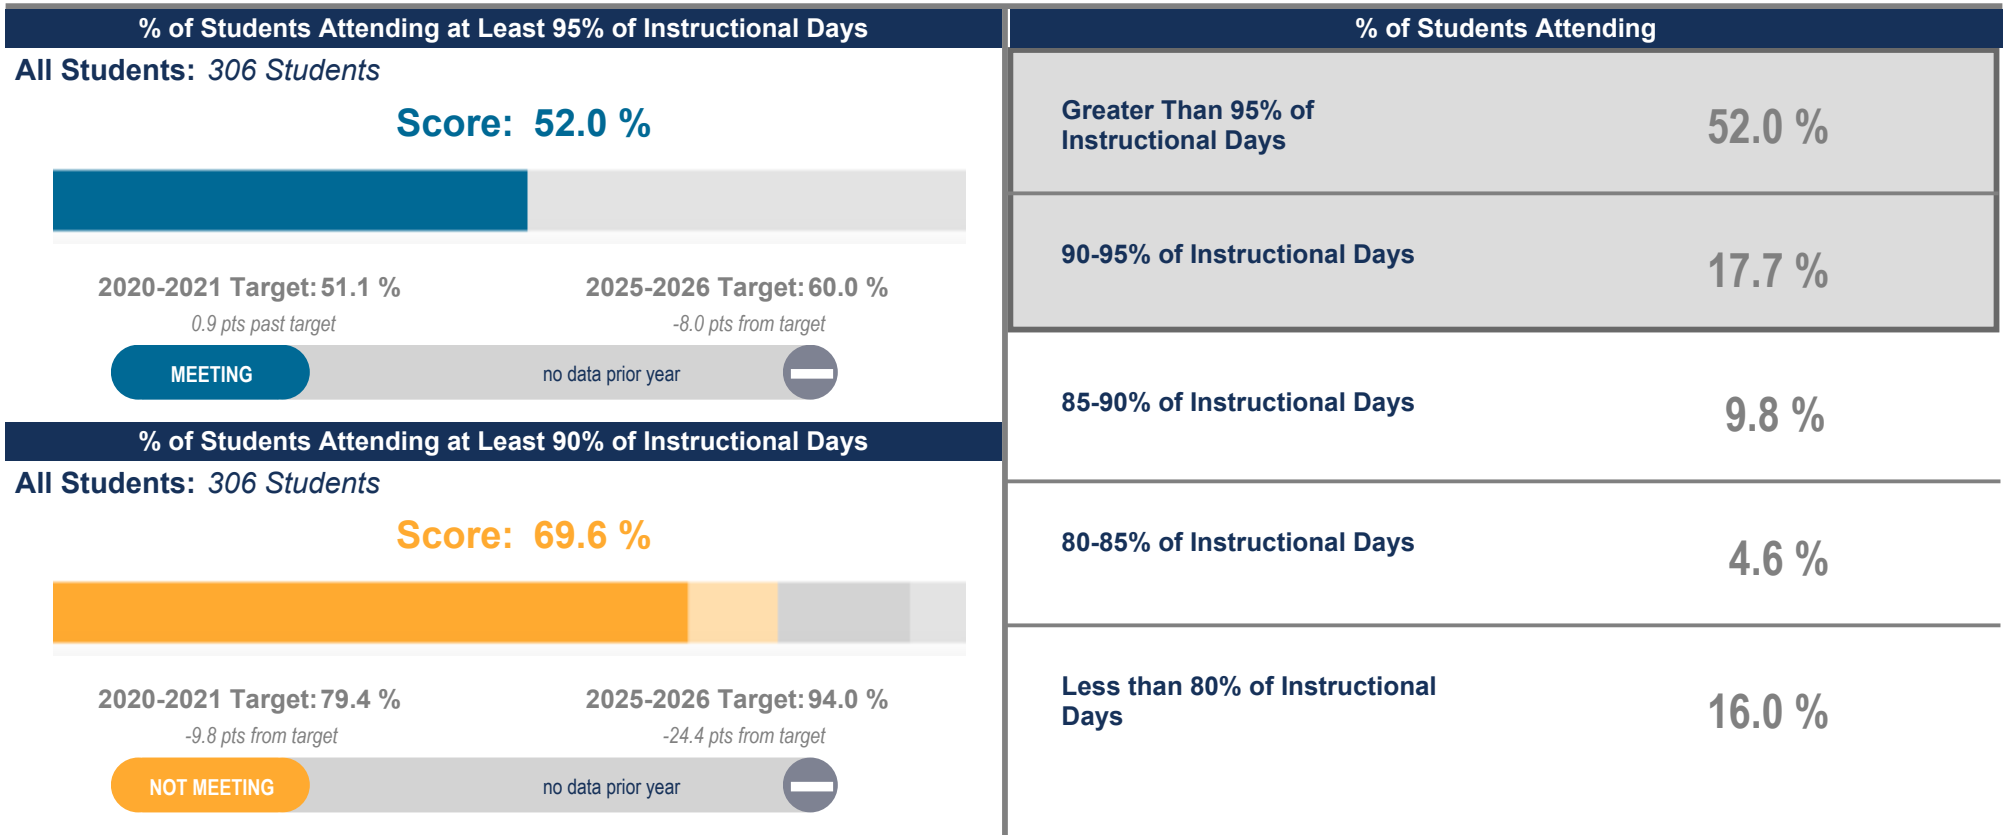 % of Students Attending at Least 95% of Instructional Days
All Students: 306 Students
Score: 52.0 %
2020-2021 Target: 51.1 %
0.9 pts past target
2025-2026 Target: 60.0 %
-8.0 pts from target
MEETING
no data prior year
% of Students Attending at Least 90% of Instructional Days
All Students: 306 Students
Score: 69.6 %
2020-2021 Target: 79.4 %
-9.8 pts from target
2025-2026 Target: 94.0 %
-24.4 pts from target
NOT MEETING
no data prior year
% of Students Attending
Greater Than 95% of
Instructional Days
52.0 %
90-95% of Instructional Days
17.7 %
85-90% of Instructional Days
9.8 %
80-85% of Instructional Days
4.6 %
Less than 80% of Instructional
Days
16.0 %